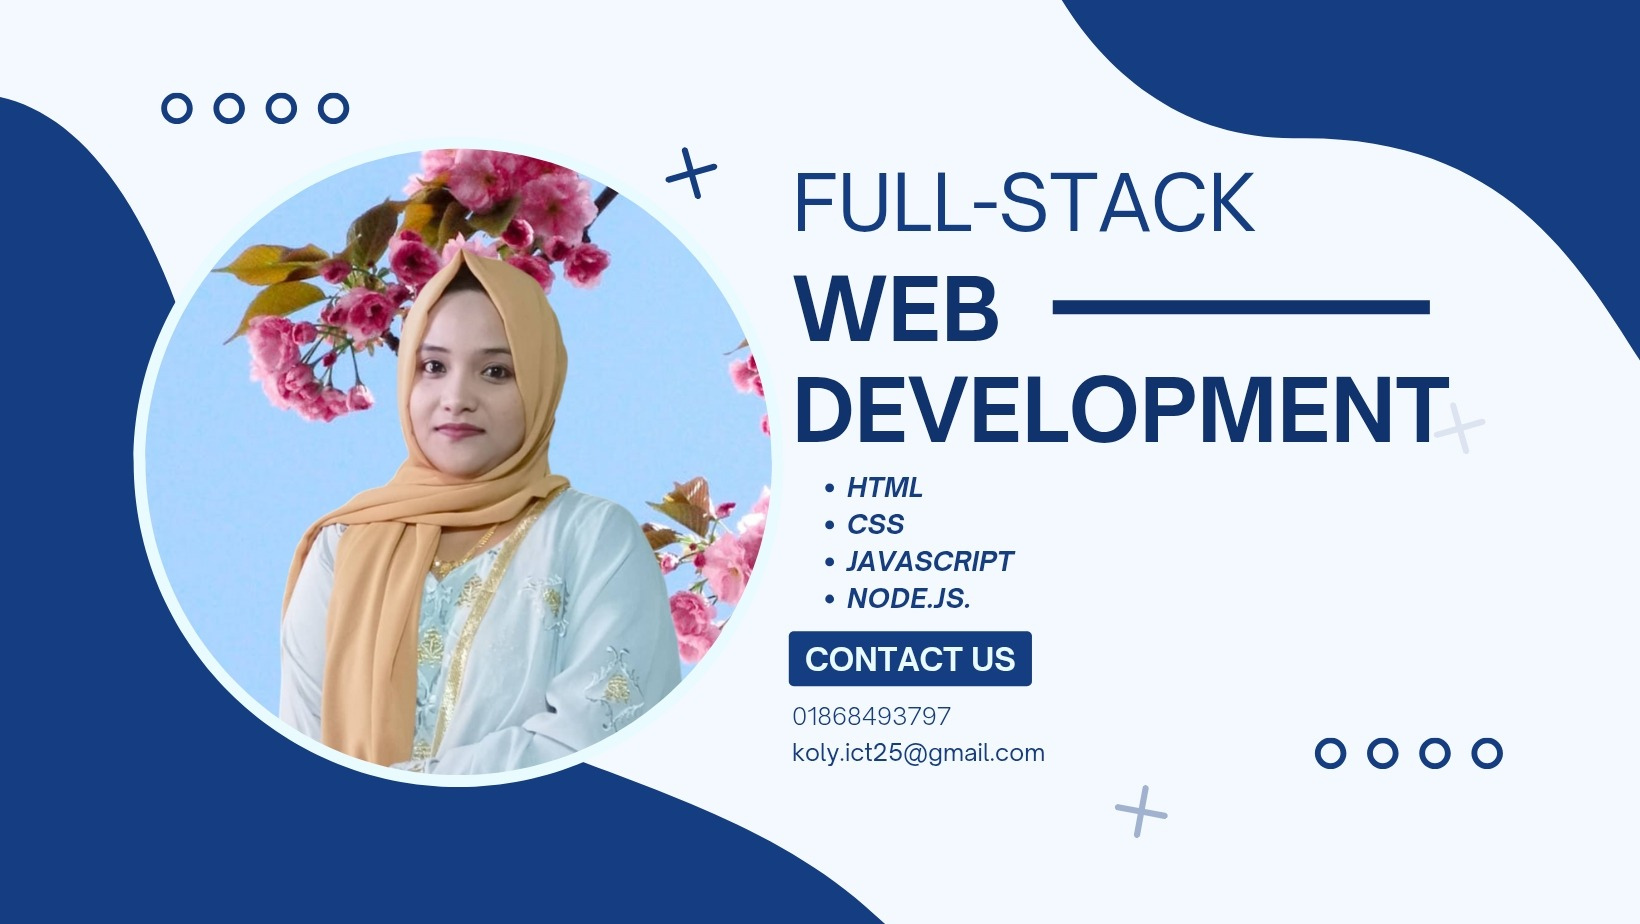 FULL-STACK
WEB
DEVELOPMENT
• HTML
• CSS
• JAVASCRIPT
• NODE.JS.
CONTACT US
01868493797
koly.ict25@gmail.com